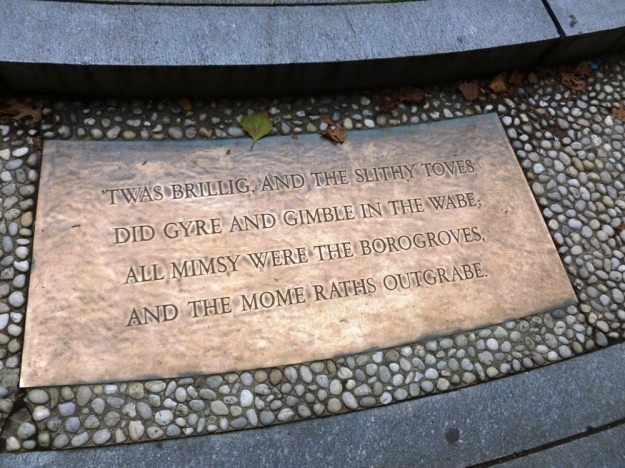 'TWAS BRILLIG, AND THE SLITHY TOVES
DID GYRE AND GIMBLE IN THE WABE;
ALL MIMSY WERE THE BOROGROVES,
AND THE MOME RATHS OUTGRABE.